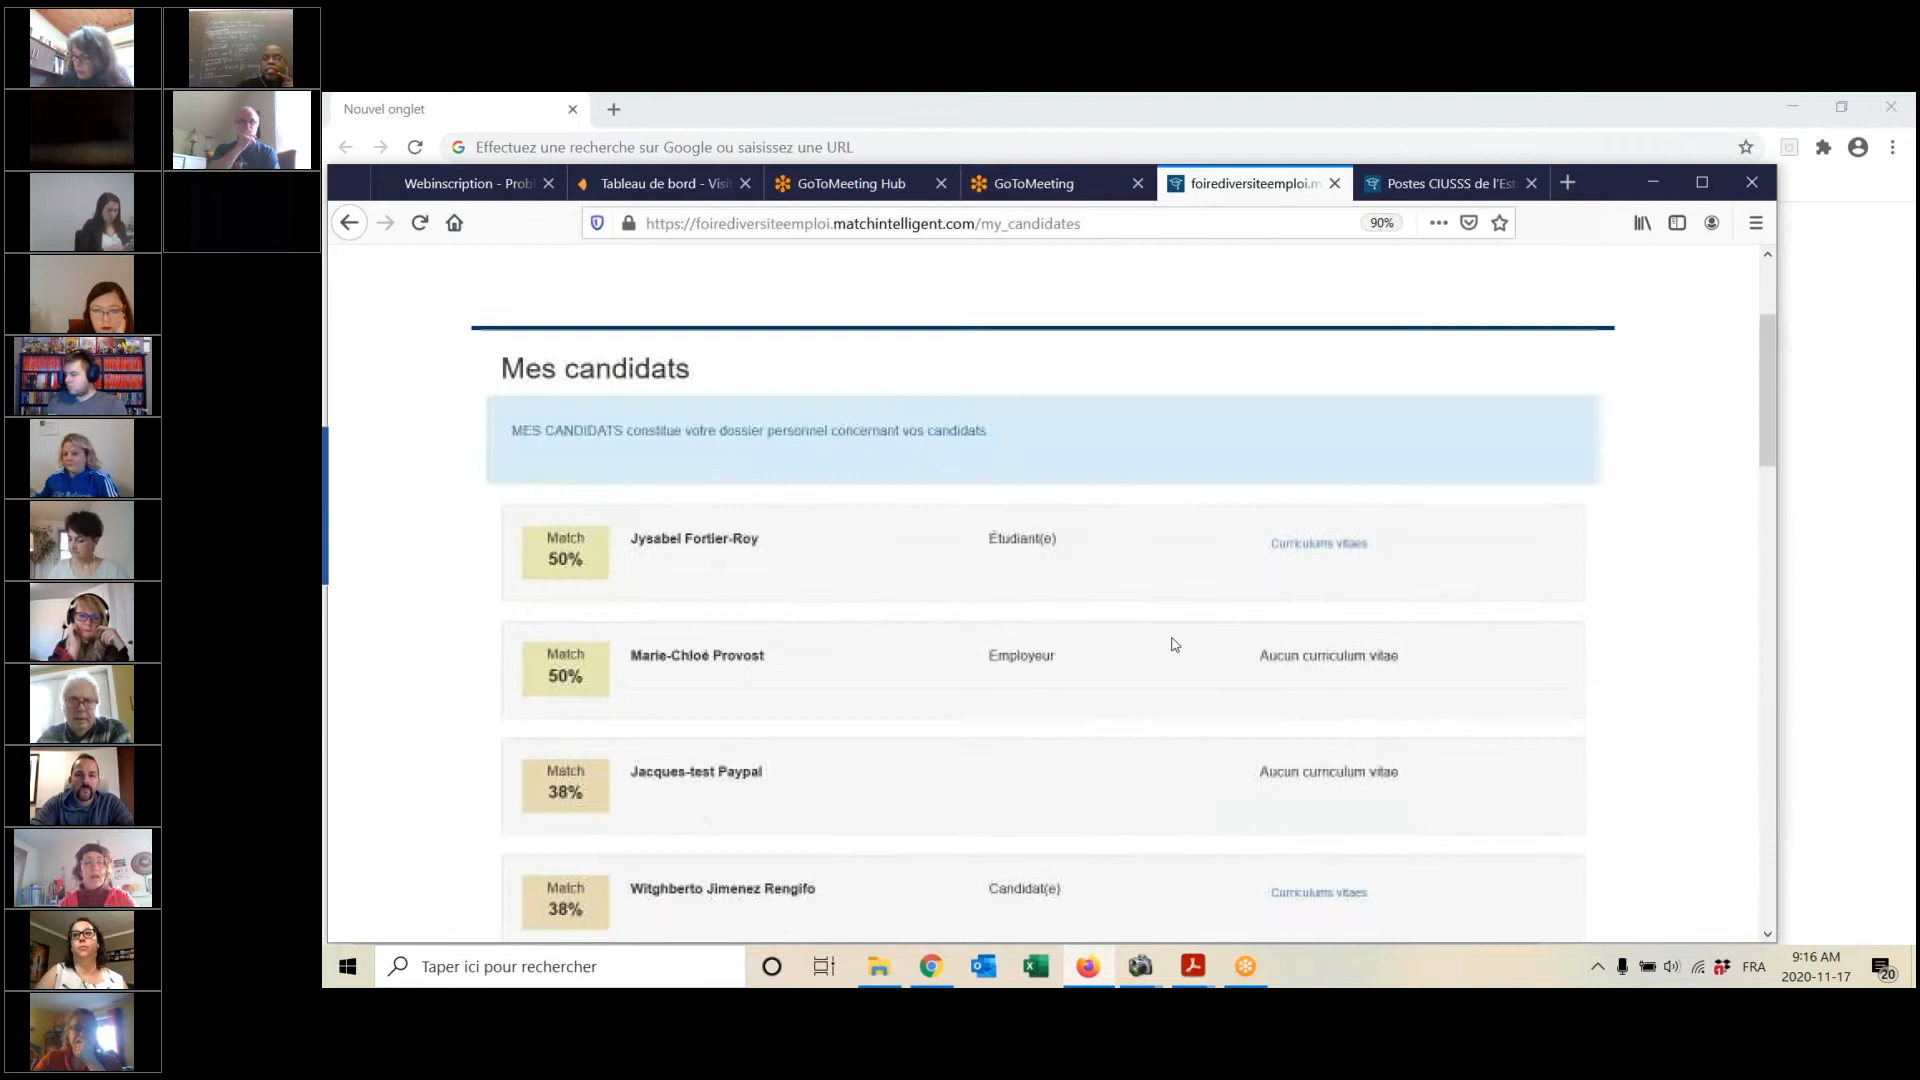 Nouvel onglet
Effectuez une recherche sur Google ou saisissez une URL
Webinscription - Prob
Tableau de bord - Visit
GoToMeeting Hub
GoToMeeting
foirediversiteemploi.m
Postes CIUSSS de l'Est
https://foirediversiteemploi.matchintelligent.com/my_candidates
90%
Mes candidats
MES CANDIDATS constitue votre dossier personnel concernant vos candidats
Match
50%
Jysabel Fortier-Roy
Étudiant(e)
Curriculums vitaes
Match
50%
Marie-Chloé Provost
Employeur
Aucun curriculum vitae
Match
38%
Jacques-test Paypal
Aucun curriculum vitae
Match
38%
Witghberto Jimenez Rengifo
Candidat(e)
Curriculums vitaes
Taper ici pour rechercher
FRA
9:16 AM
2020-11-17
20